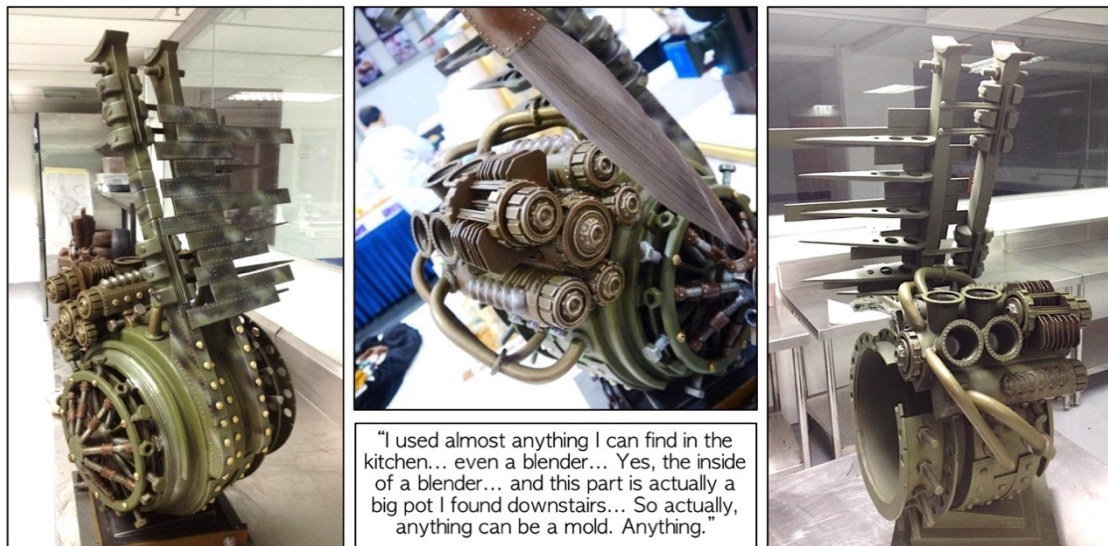 “I used almost anything I can find in the
kitchen... even a blender... Yes, the inside
of a blender... and this part is actually a
big pot I found downstairs... So actually,
anything can be a mold. Anything.”